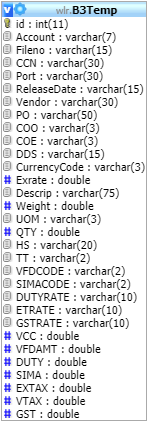 v wlr.B3Temp
id : int(11)
Account : varchar(7)
Fileno : varchar(15)
CCN : varchar(30)
Port : varchar(30)
ReleaseDate : varchar(15)
Vendor : varchar(30)
PO : varchar(50)
COO : varchar(3)
COE : varchar(3)
DDS : varchar(15)
CurrencyCode : varchar(3)
Exrate : double
Descrip : varchar(75)
# Weight : double
UOM : varchar(3)
# QTY : double
HS : varchar(20)
TT : varchar(2)
VFDCODE : varchar(2)
SIMACODE : varchar(2)
DUTYRATE : varchar(10)
ETRATE : varchar(10)
GSTRATE : varchar(10)
# VCC : double
# VFDAMT : double
# DUTY : double
# SIMA : double
# EXTAX : double
# VTAX : double
# GST : double